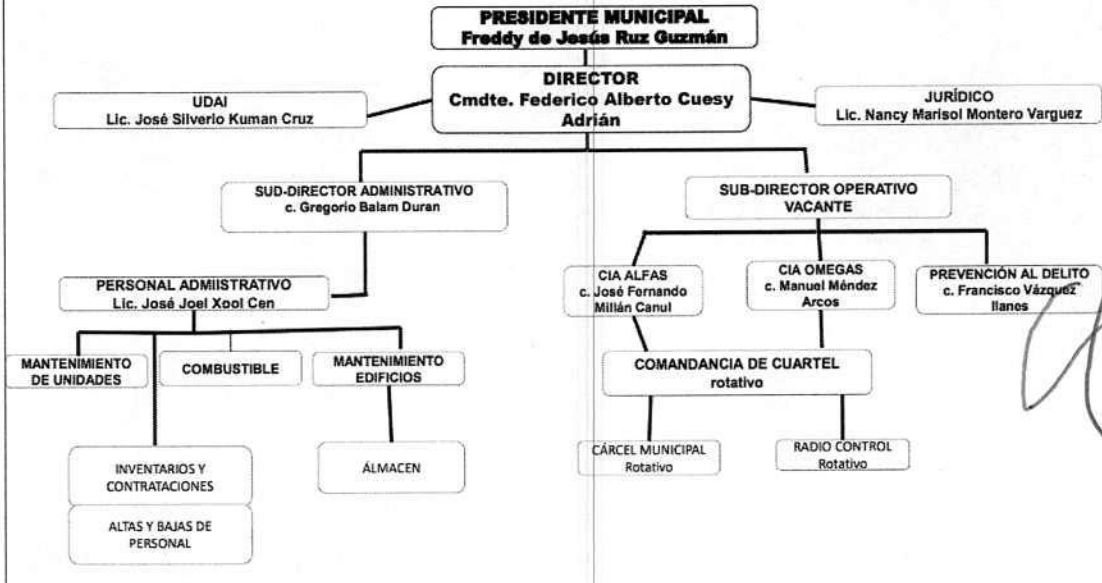 PRESIDENTE MUNICIPAL
Freddy de Jesús Ruz Guzmán
DIRECTOR
Cmdte. Federico Alberto Cuesy
Adrián
UDAI
Lic. José Silverio Kuman Cruz
JURÍDICO
Lic. Nancy Marisol Montero Varguez
SUD-DIRECTOR ADMINISTRATIVO
c. Gregorio Balam Duran
SUB-DIRECTOR OPERATIVO
VACANTE
PERSONAL ADMIISTRATIVO
Lic. José Joel Xool Cen
CIA ALFAS
c. José Fernando
Millán Canul
CIA OMEGAS
c. Manuel Méndez
Arcos
PREVENCIÓN AL DELITO
c. Francisco Vázquez
llanes
MANTENIMIENTO
DE UNIDADES
COMBUSTIBLE
MANTENIMIENTO
EDIFICIOS
COMANDANCIA DE CUARTEL
rotativo
INVENTARIOS Y
CONTRATACIONES
ÁLMACEN
CÁRCEL MUNICIPAL
Rotativo
RADIO CONTROL
Rotativo
ALTAS Y BAJAS DE
PERSONAL